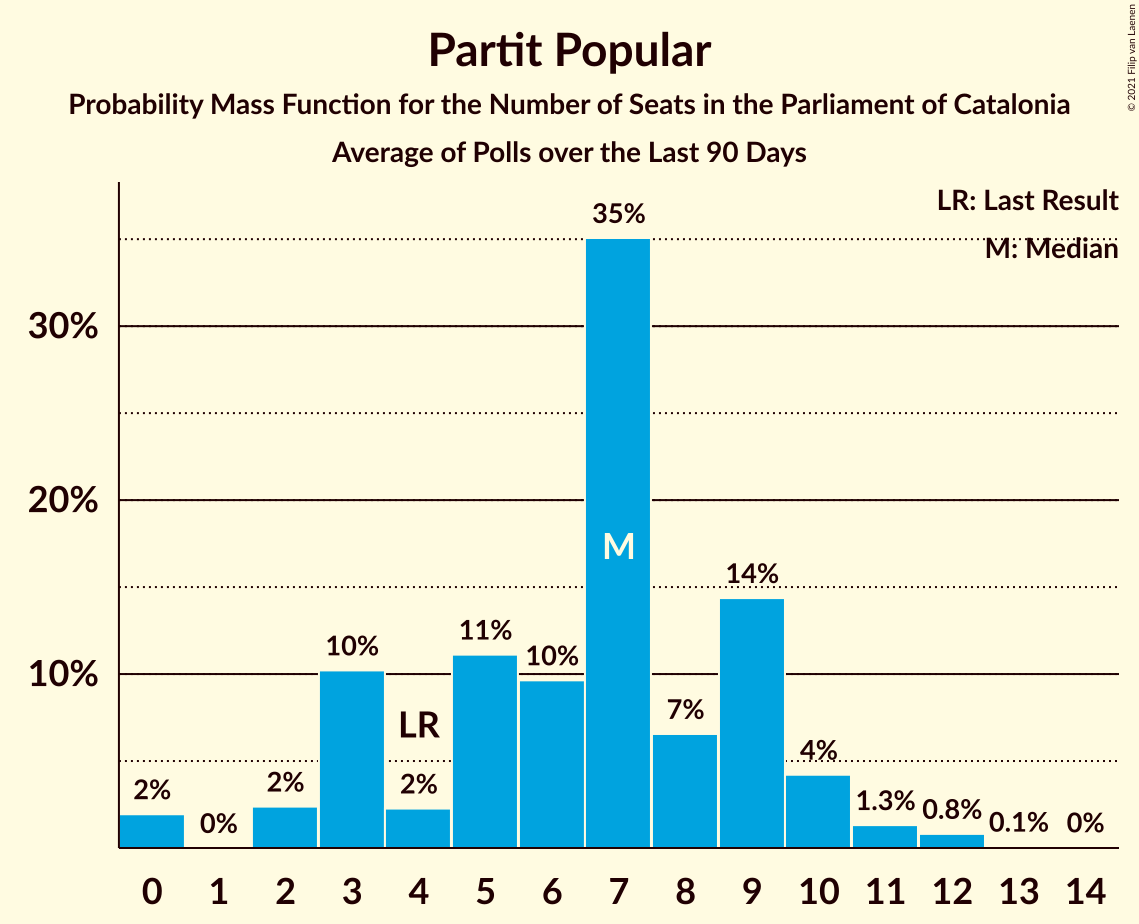 Partit Popular
Probability Mass Function for the Number of Seats in the Parliament of Catalonia
Average of Polls over the Last 90 Days
© 2021 Filip van Laenen
LR: Last Result
M: Median
35%
30%
20%
10%
M
14%
11%
10%
10%
7%
LR
4%
2%
2%
2%
1.3%
0.8%
0.1%
0%
0%
0 1 2 3 4 5 6 7 8 9 10 11 12 13 14